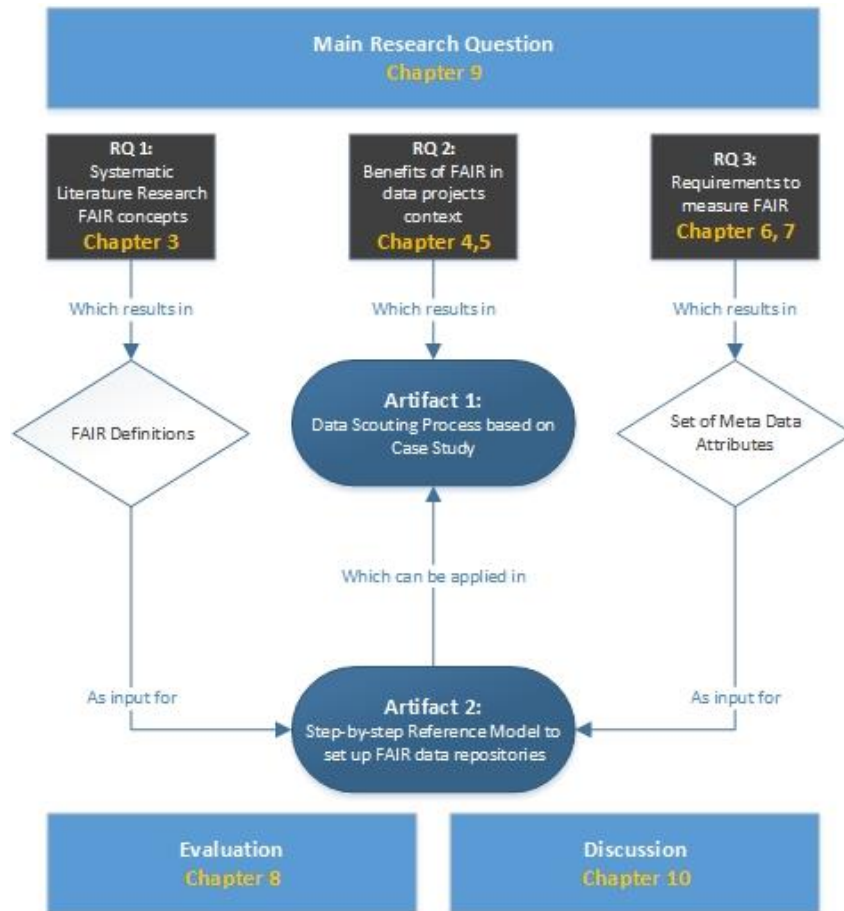 Main Research Question
Chapter 9
RQ 1:
Systematic
Literature Research
FAIR concepts
Chapter 3
RQ 2:
Benefits of FAIR in
data projects
context
Chapter 4,5
RQ 3:
Requirements to
measure FAIR
Chapter 6, 7
Which results in
Which results in
Which results in
FAIR Definitions
Artifact 1:
Data Scouting Process based on
Case Study
Set of Meta Data
Attributes
Which can be applied in
As input for
As input for
Artifact 2:
Step-by-step Reference Model to
set up FAIR data repositories
Evaluation
Chapter 8
Discussion
Chapter 10